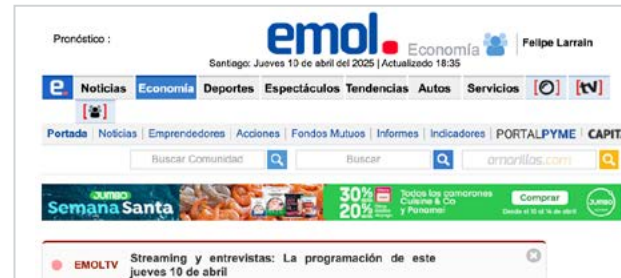 Pronóstico :
emol. Economía
Felipe Larrain
Santiago: Jueves 10 de abril del 2025 | Actualizado 18:35
e. Noticias Economía Deportes Espectáculos Tendencias Autos Servicios [tv]
Portada | Noticias | Emprendedores | Acciones | Fondos Mutuos | Informes | Indicadores | PORTALPYME | CAPIT
Buscar Comunidad Buscar amarillas.com
JUMBO
Semana Santa
30%
20%
Todos los camarones
Cuisine & Co
y Panamei
Comprar
Desde el 10 al 14 de abril
JUMBO
EMOLTV Streaming y entrevistas: La programación de este
jueves 10 de abril